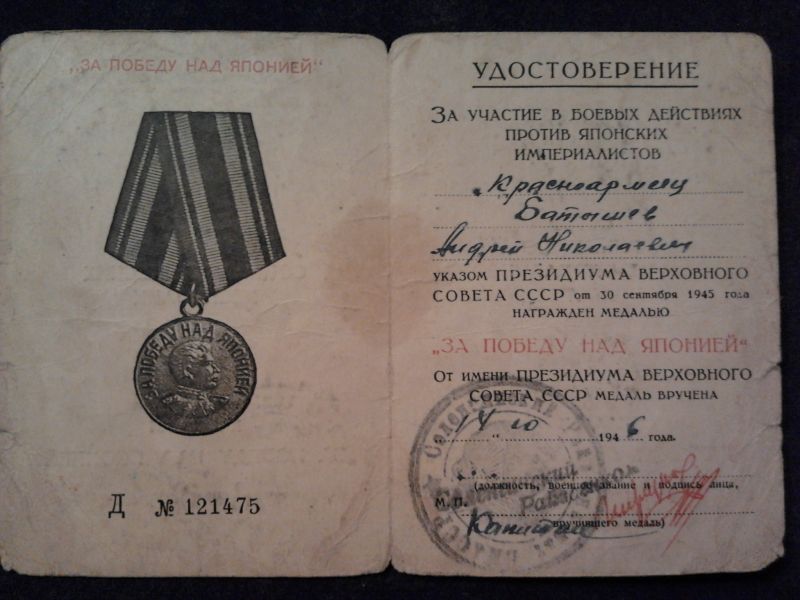 „ЗА ПОБЕДУ НАД ЯПОНИЕЙ“
ЗА ПОБЕДУ НАД ЯПОНИЕЙ
Д № 121475
УДОСТОВЕРЕНИЕ
ЗА УЧАСТИЕ В БОЕВЫХ ДЕЙСТВИЯХ
ПРОТИВ ЯПОНСКИХ
ИМПЕРИАЛИСТОВ
Красноармеец
Батышев
Андрей Николаевич
УКАЗОМ ПРЕЗИДИУМА ВЕРХОВНОГО
СОВЕТА СССР от 30 сентября 1945 года
НАГРАЖДЕН МЕДАЛЬЮ
„ЗА ПОБЕДУ НАД ЯПОНИЕЙ“
ОТ ИМЕНИ ПРЕЗИДИУМА ВЕРХОВНОГО
СОВЕТА СССР МЕДАЛЬ ВРУЧЕНА
„14“ 10 1946 года.
(должность, военное звание и подпись лица,
М. П.
Капитан
вручившего медаль)